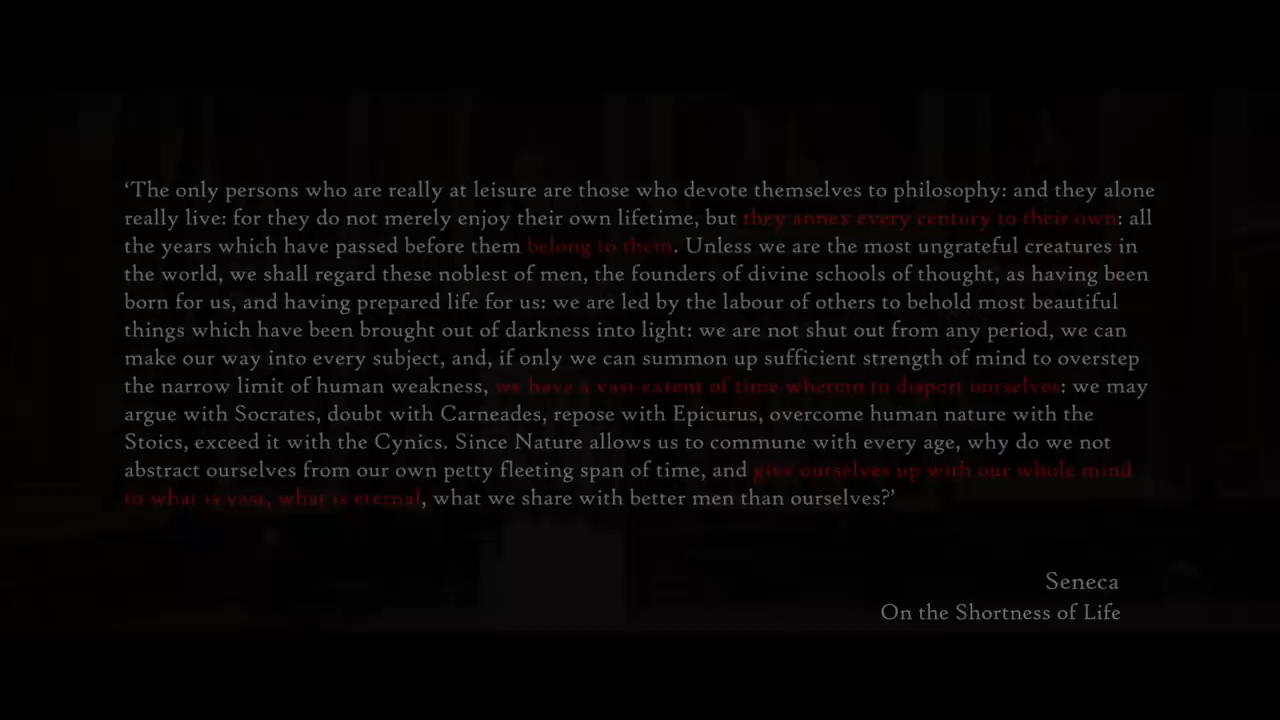 ‘The only persons who are really at leisure are those who devote themselves to philosophy: and they alone
really live: for they do not merely enjoy their own lifetime, but they annex every century to their own: all
the years which have passed before them belong to them. Unless we are the most ungrateful creatures in
the world, we shall regard these noblest of men, the founders of divine schools of thought, as having been
born for us, and having prepared life for us: we are led by the labour of others to behold most beautiful
things which have been brought out of darkness into light: we are not shut out from any period, we can
make our way into every subject, and, if only we can summon up sufficient strength of mind to overstep
the narrow limit of human weakness, we have a vast extent of time wherein to disport ourselves: we may
argue with Socrates, doubt with Carneades, repose with Epicurus, overcome human nature with the
Stoics, exceed it with the Cynics. Since Nature allows us to commune with every age, why do we not
abstract ourselves from our own petty fleeting span of time, and give ourselves up with our whole mind
to what is vast, what is eternal, what we share with better men than ourselves?’
Seneca
On the Shortness of Life